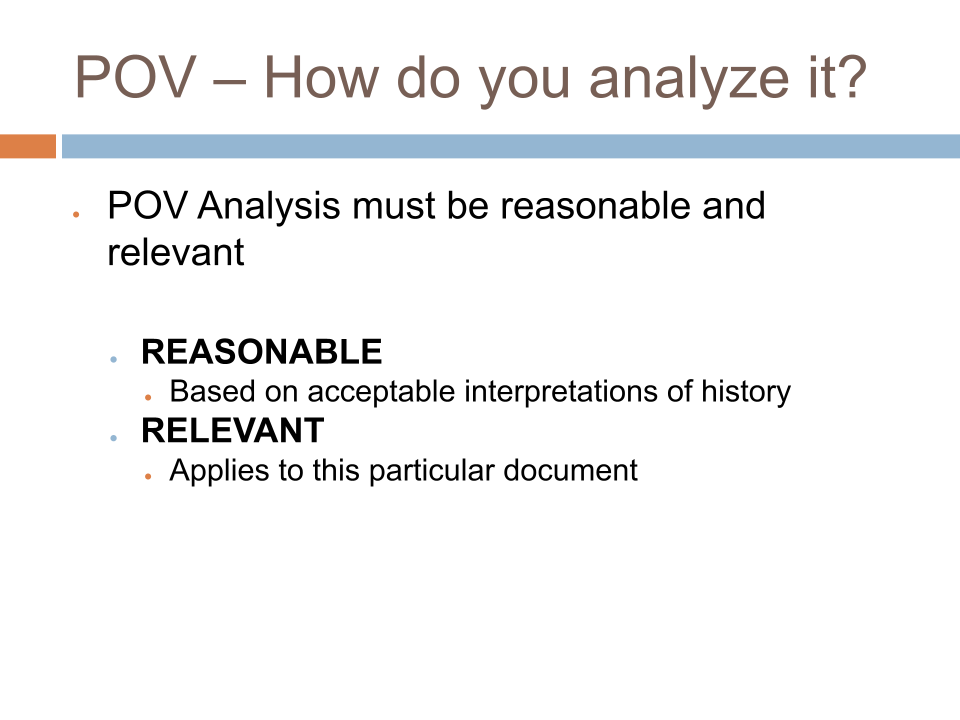 POV – How do you analyze it?
● POV Analysis must be reasonable and
relevant
● REASONABLE
● Based on acceptable interpretations of history
● RELEVANT
● Applies to this particular document